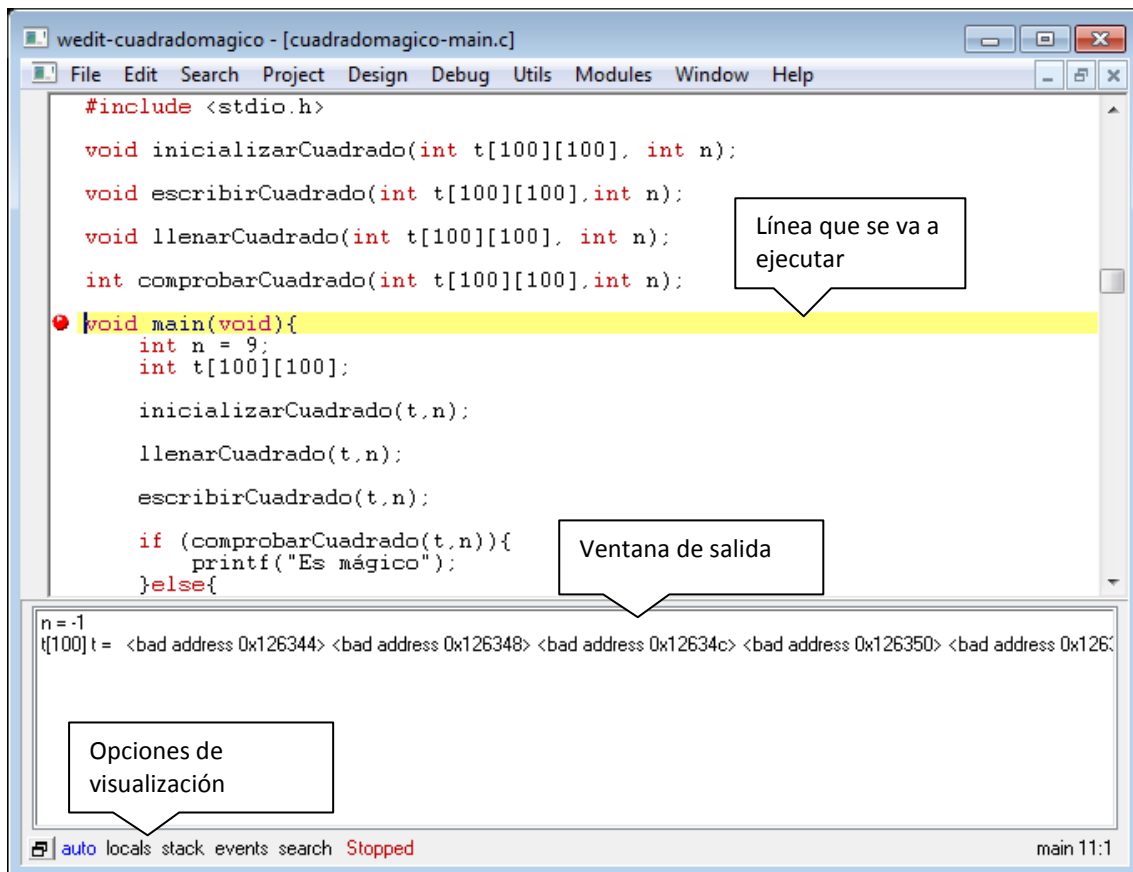 wedit-cuadradomagico - [cuadradomagico-main.c]
File Edit Search Project Design Debug Utils Modules Window Help
#include <stdio.h>
void inicializarCuadrado(int t[100][100], int n);
void escribirCuadrado(int t[100][100],int n);
void llenarCuadrado(int t[100][100], int n);
int comprobarCuadrado(int t[100][100],int n);
Línea que se va a
ejecutar
void main(void){
int n = 9;
int t[100][100];
inicializarCuadrado(t,n);
llenarCuadrado(t,n);
escribirCuadrado(t,n);
if (comprobarCuadrado(t,n)){
printf("Es mágico");
}else{
Ventana de salida
n = -1
t[100] t = <bad address 0x126344> <bad address 0x126348> <bad address 0x12634c> <bad address 0x126350> <bad address 0x126
Opciones de
visualización
auto locals stack events search Stopped
main 11:1